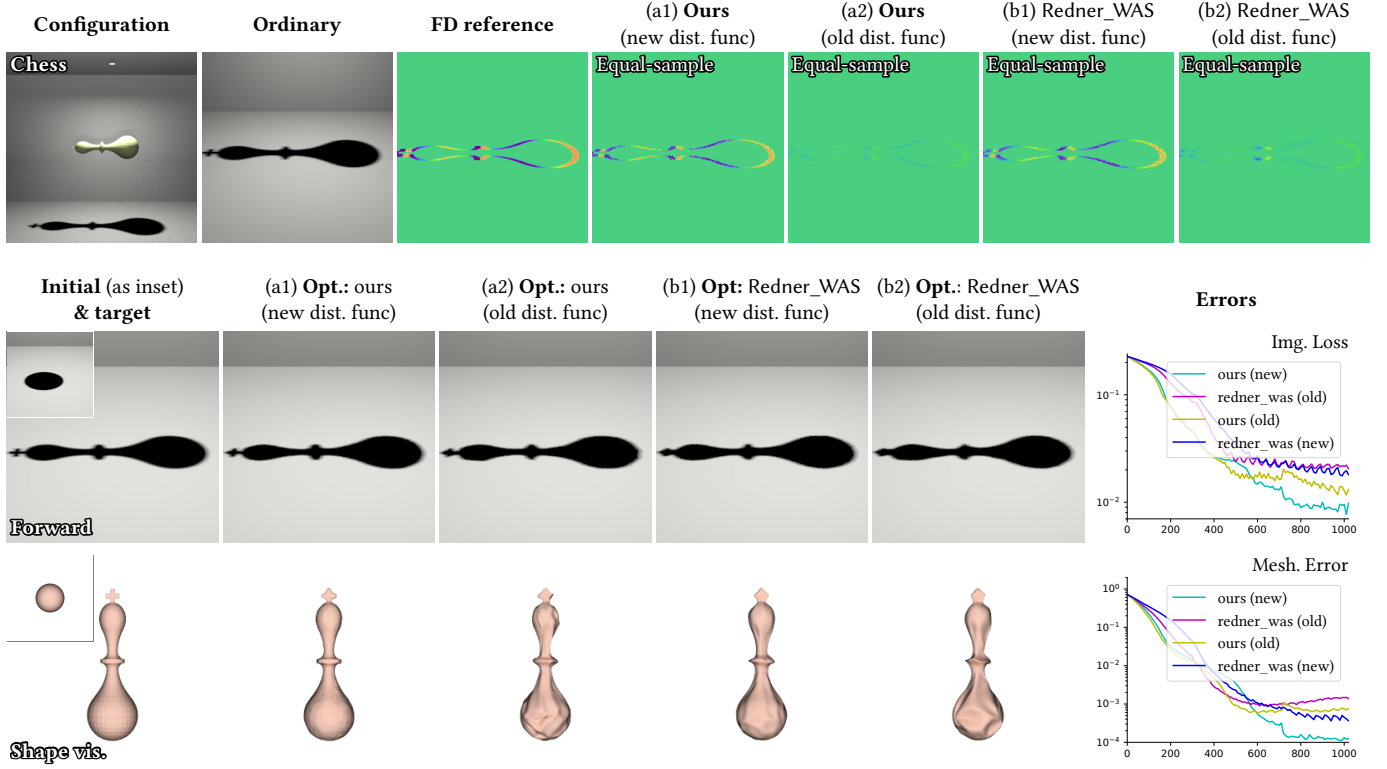 Configuration
Ordinary
FD reference
(a1) Ours
(new dist. func)
(a2) Ours
(old dist. func)
(b1) Redner_WAS
(new dist. func)
(b2) Redner_WAS
(old dist. func)
Chess
Equal-sample
Equal-sample
Equal-sample
Equal-sample
Initial (as inset)
& target
(a1) Opt.: ours
(new dist. func)
(a2) Opt.: ours
(old dist. func)
(b1) Opt: Redner_WAS
(new dist. func)
(b2) Opt.: Redner_WAS
(old dist. func)
Errors
Forward
Img. Loss
ours (new)
redner_was (old)
ours (old)
redner_was (new)
10⁻¹
10⁻²
0 200 400 600 800 1000
Shape vis.
Mesh. Error
ours (new)
redner_was (old)
ours (old)
redner_was (new)
10⁰
10⁻¹
10⁻²
10⁻³
10⁻⁴
0 200 400 600 800 1000